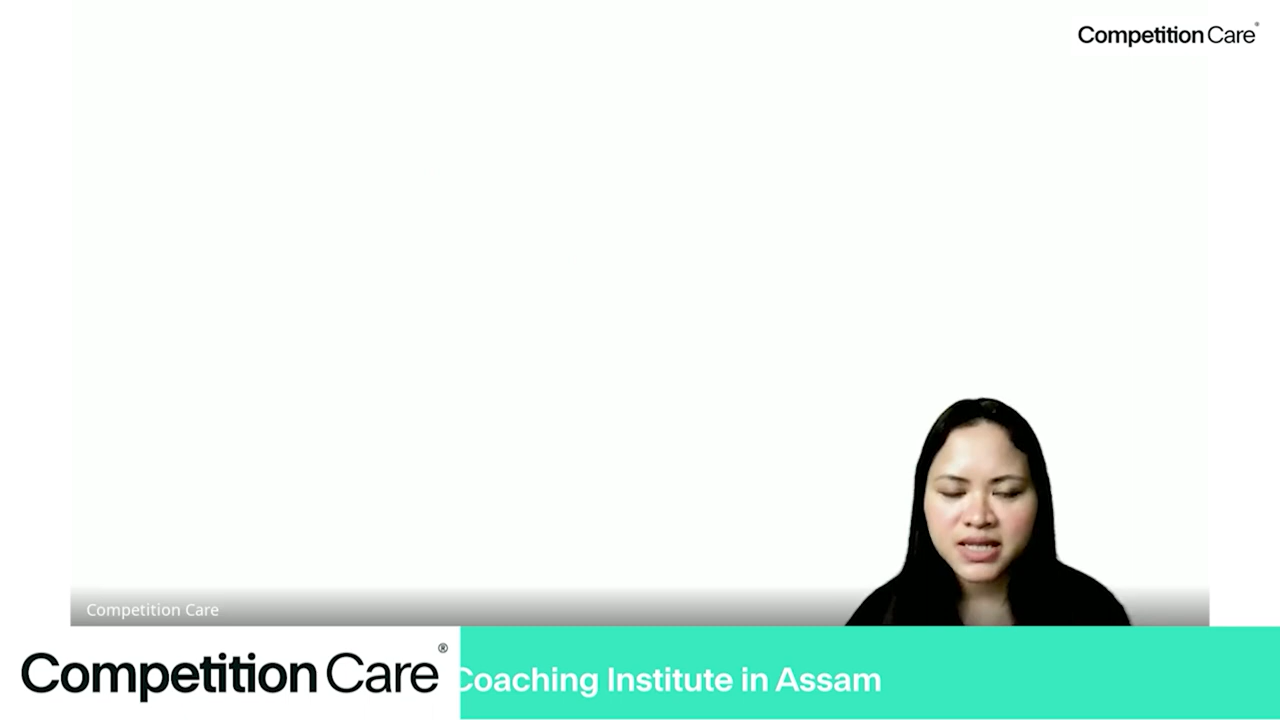 Competition Care®
Competition Care
Competition Care®
Coaching Institute in Assam